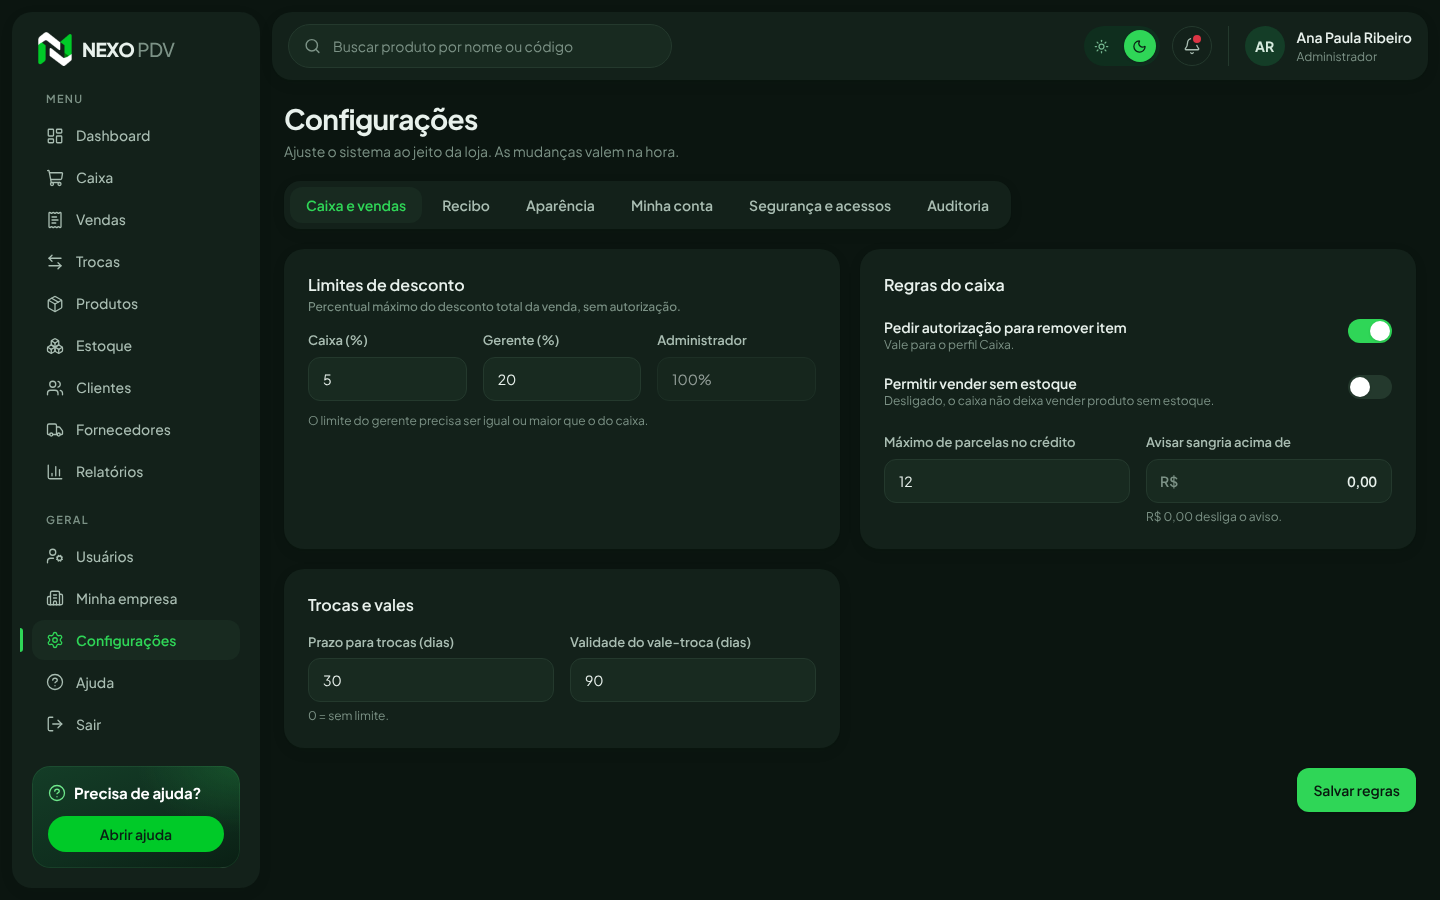 NEXO PDV
MENU
Dashboard
Caixa
Vendas
Trocas
Produtos
Estoque
Clientes
Fornecedores
Relatórios
GERAL
Usuários
Minha empresa
Configurações
Ajuda
Sair
Precisa de ajuda?
Abrir ajuda
Buscar produto por nome ou código
AR
Ana Paula Ribeiro
Administrador
Configurações
Ajuste o sistema ao jeito da loja. As mudanças valem na hora.
Caixa e vendas Recibo Aparência Minha conta Segurança e acessos Auditoria
Limites de desconto
Percentual máximo do desconto total da venda, sem autorização.
Caixa (%) Gerente (%) Administrador
5 20 100%
O limite do gerente precisa ser igual ou maior que o do caixa.
Regras do caixa
Pedir autorização para remover item
Vale para o perfil Caixa.
Permitir vender sem estoque
Desligado, o caixa não deixa vender produto sem estoque.
Máximo de parcelas no crédito Avisar sangria acima de
12 R$ 0,00
R$ 0,00 desliga o aviso.
Trocas e vales
Prazo para trocas (dias) Validade do vale-troca (dias)
30 90
0 = sem limite.
Salvar regras